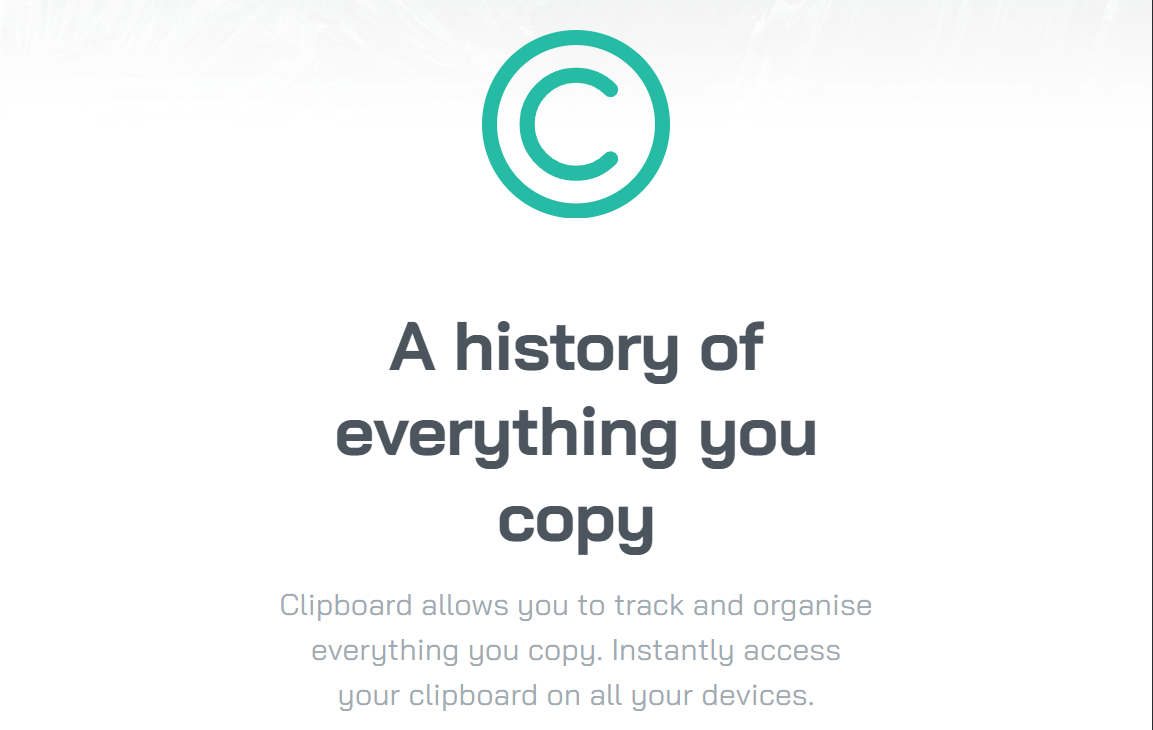 ©
A history of
everything you
copy
Clipboard allows you to track and organise
everything you copy. Instantly access
your clipboard on all your devices.